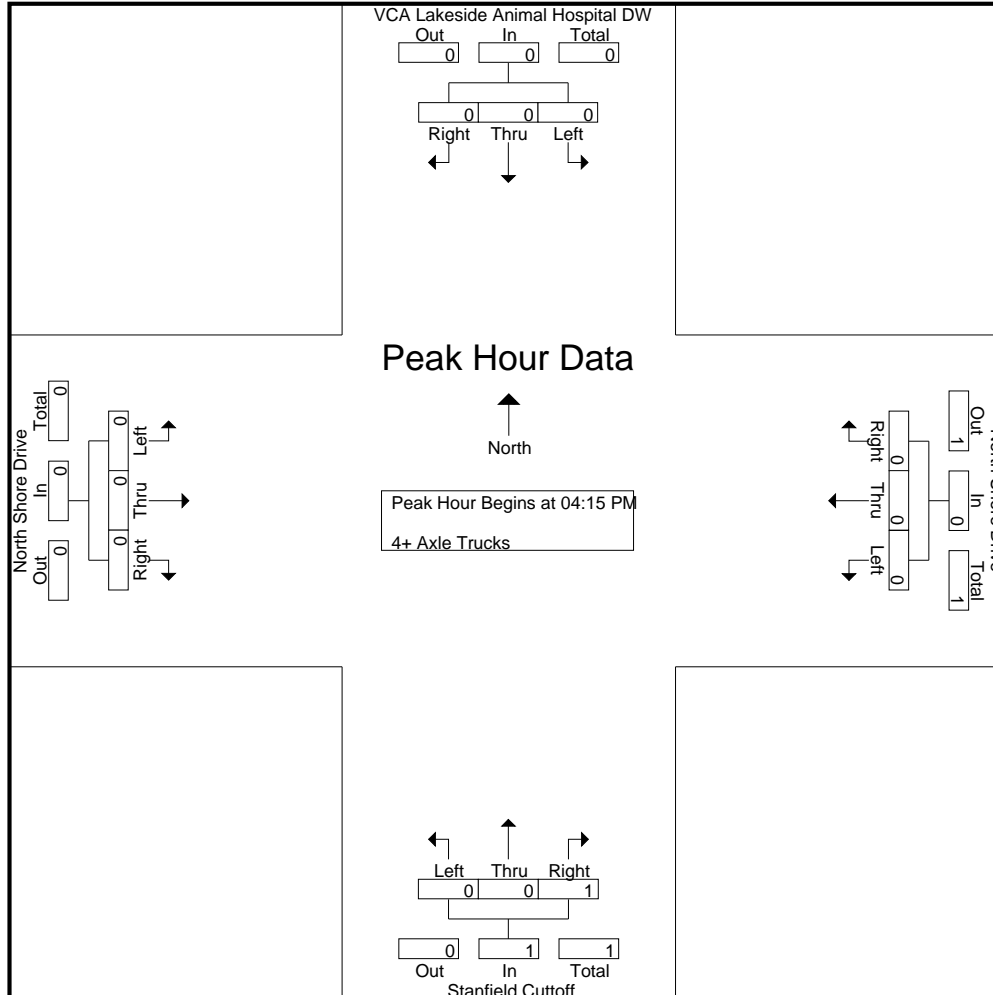 VCA Lakeside Animal Hospital DW
Out In Total
0 0 0
0 0 0
Right Thru Left
Peak Hour Data
North
Peak Hour Begins at 04:15 PM
4+ Axle Trucks
North Shore Drive
Out In Total
0 0 0
Right Thru Left
0 0 0
Out In Total
1 0 1
Right Thru Left
0 0 0
Left Thru Right
0 0 1
0 1 1
Out In Total
Stanfield Cuttoff